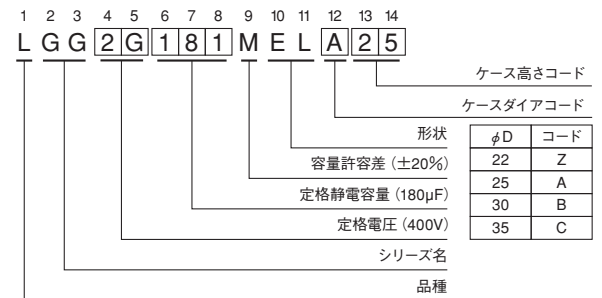 1 2 3 4 5 6 7 8 9 10 11 12 13 14
L G G 2 G 1 8 1 M E L A 2 5
ケース高さコード
ケースダイアコード
形状
容量許容差 (±20%)
定格静電容量 (180µF)
定格電圧 (400V)
シリーズ名
品種
φD コード
22 Z
25 A
30 B
35 C